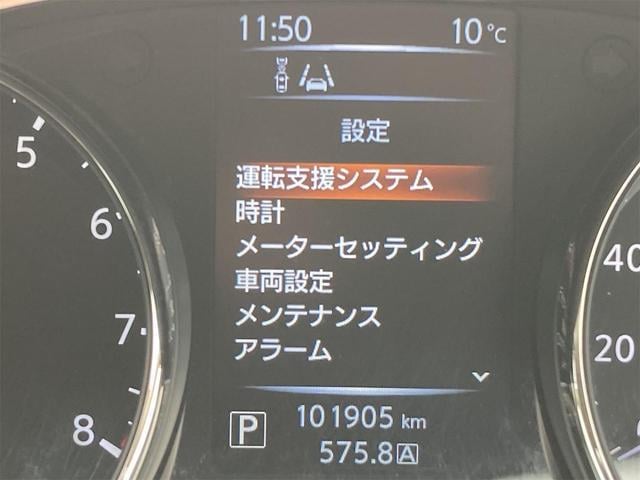 11:50 10°C
設定
運転支援システム
時計
メーターセッティング
車両設定
メンテナンス
アラーム
P 101905 km
575.8 A
5
6
7
8
40
20